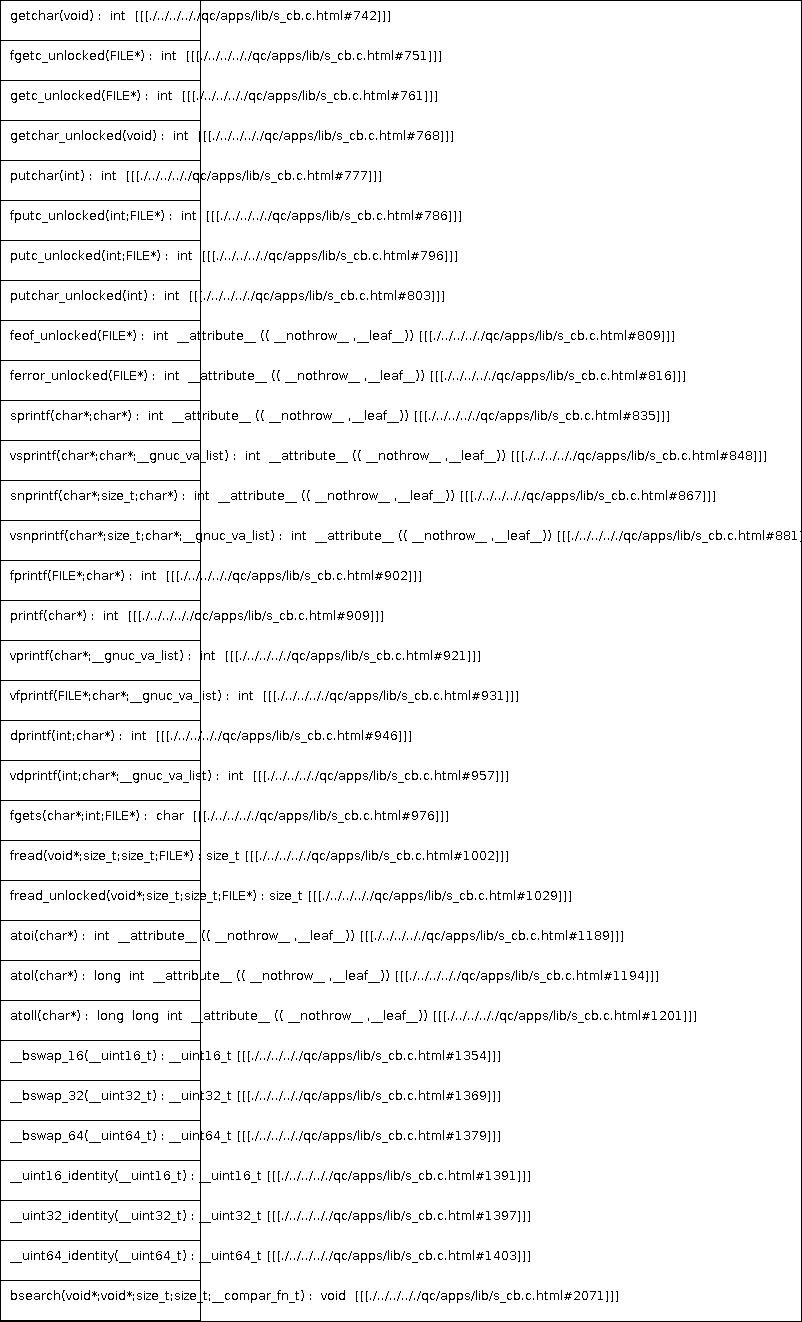 getchar(void) : int [[[./../../././qc/apps/lib/s_cb.c.html#742]]]
fgetc_unlocked(FILE*) : int [[[./../../././qc/apps/lib/s_cb.c.html#751]]]
getc_unlocked(FILE*) : int [[[./../../././qc/apps/lib/s_cb.c.html#761]]]
getchar_unlocked(void) : int [[[./../../././qc/apps/lib/s_cb.c.html#768]]]
putchar(int) : int [[[./../../././qc/apps/lib/s_cb.c.html#777]]]
fputc_unlocked(int;FILE*) : int [[[./../../././qc/apps/lib/s_cb.c.html#786]]]
putc_unlocked(int;FILE*) : int [[[./../../././qc/apps/lib/s_cb.c.html#796]]]
putchar_unlocked(int) : int [[[./../../././qc/apps/lib/s_cb.c.html#803]]]
feof_unlocked(FILE*) : int __attribute__ (( __nothrow__ ,__leaf__)) [[[./../../././qc/apps/lib/s_cb.c.html#809]]]
ferror_unlocked(FILE*) : int __attribute__ (( __nothrow__ ,__leaf__)) [[[./../../././qc/apps/lib/s_cb.c.html#816]]]
sprintf(char*;char*) : int __attribute__ (( __nothrow__ ,__leaf__)) [[[./../../././qc/apps/lib/s_cb.c.html#835]]]
vsprintf(char*;char*;__gnuc_va_list) : int __attribute__ (( __nothrow__ ,__leaf__)) [[[./../../././qc/apps/lib/s_cb.c.html#848]]]
snprintf(char*;size_t;char*) : int __attribute__ (( __nothrow__ ,__leaf__)) [[[./../../././qc/apps/lib/s_cb.c.html#867]]]
vsnprintf(char*;size_t;char*;__gnuc_va_list) : int __attribute__ (( __nothrow__ ,__leaf__)) [[[./../../././qc/apps/lib/s_cb.c.html#881]
fprintf(FILE*;char*) : int [[[./../../././qc/apps/lib/s_cb.c.html#902]]]
printf(char*) : int [[[./../../././qc/apps/lib/s_cb.c.html#909]]]
vprintf(char*;__gnuc_va_list) : int [[[./../../././qc/apps/lib/s_cb.c.html#921]]]
vfprintf(FILE*;char*;__gnuc_va_list) : int [[[./../../././qc/apps/lib/s_cb.c.html#931]]]
dprintf(int;char*) : int [[[./../../././qc/apps/lib/s_cb.c.html#946]]]
vdprintf(int;char*;__gnuc_va_list) : int [[[./../../././qc/apps/lib/s_cb.c.html#957]]]
fgets(char*;int;FILE*) : char [[[./../../././qc/apps/lib/s_cb.c.html#976]]]
fread(void*;size_t;size_t;FILE*) : size_t [[[./../../././qc/apps/lib/s_cb.c.html#1002]]]
fread_unlocked(void*;size_t;size_t;FILE*) : size_t [[[./../../././qc/apps/lib/s_cb.c.html#1029]]]
atoi(char*) : int __attribute__ (( __nothrow__ ,__leaf__)) [[[./../../././qc/apps/lib/s_cb.c.html#1189]]]
atol(char*) : long int __attribute__ (( __nothrow__ ,__leaf__)) [[[./../../././qc/apps/lib/s_cb.c.html#1194]]]
atoll(char*) : long long int __attribute__ (( __nothrow__ ,__leaf__)) [[[./../../././qc/apps/lib/s_cb.c.html#1201]]]
__bswap_16(__uint16_t) : __uint16_t [[[./../../././qc/apps/lib/s_cb.c.html#1354]]]
__bswap_32(__uint32_t) : __uint32_t [[[./../../././qc/apps/lib/s_cb.c.html#1369]]]
__bswap_64(__uint64_t) : __uint64_t [[[./../../././qc/apps/lib/s_cb.c.html#1379]]]
__uint16_identity(__uint16_t) : __uint16_t [[[./../../././qc/apps/lib/s_cb.c.html#1391]]]
__uint32_identity(__uint32_t) : __uint32_t [[[./../../././qc/apps/lib/s_cb.c.html#1397]]]
__uint64_identity(__uint64_t) : __uint64_t [[[./../../././qc/apps/lib/s_cb.c.html#1403]]]
bsearch(void*;void*;size_t;size_t;__compar_fn_t) : void [[[./../../././qc/apps/lib/s_cb.c.html#2071]]]